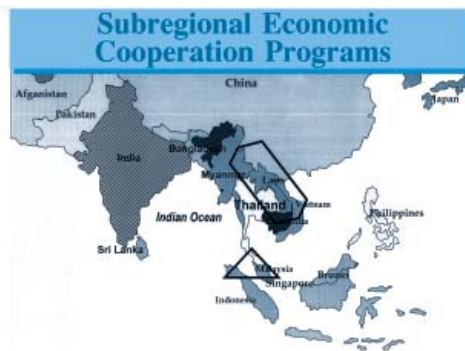 Subregional Economic
Cooperation Programs
China
Japan
Afganistan
Pakistan
India
Bangladesh
Myanmar
Laos
Thailand
Vietnam
Indian Ocean
Philippines
Sri Lanka
Malaysia
Brunei
Singapore
Indonesia